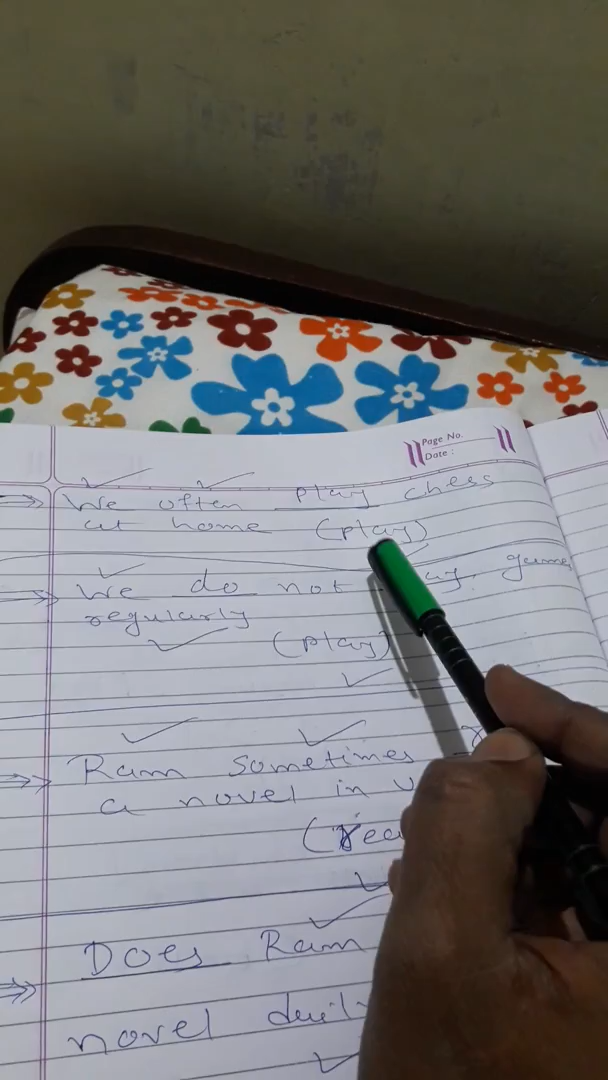 Page No.
Date :
We often play chess
at home (play)
We do not games
regularly
(play)
Ram Sometimes
a novel in
Does Ram
novel